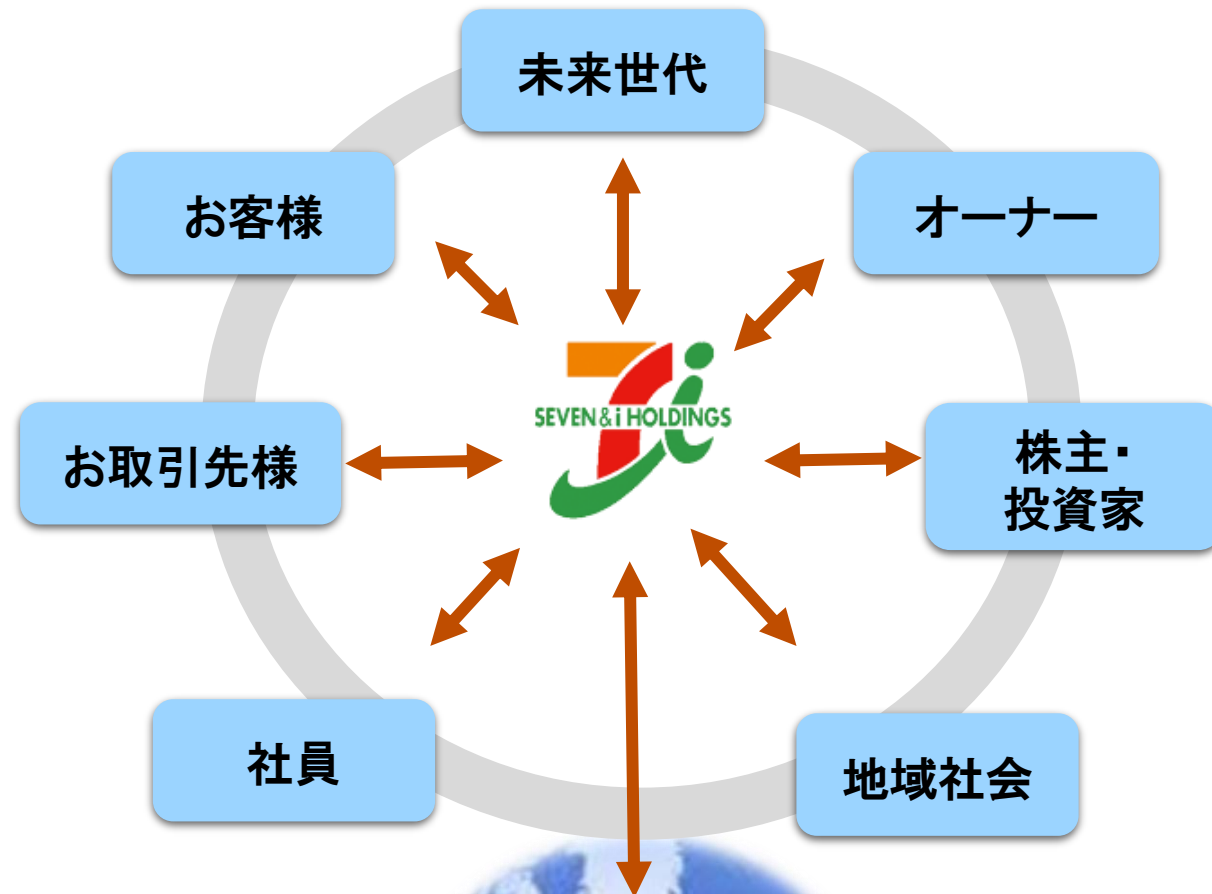 未来世代
お客様
オーナー
SEVEN&i HOLDINGS
お取引先様
株主・
投資家
社員
地域社会